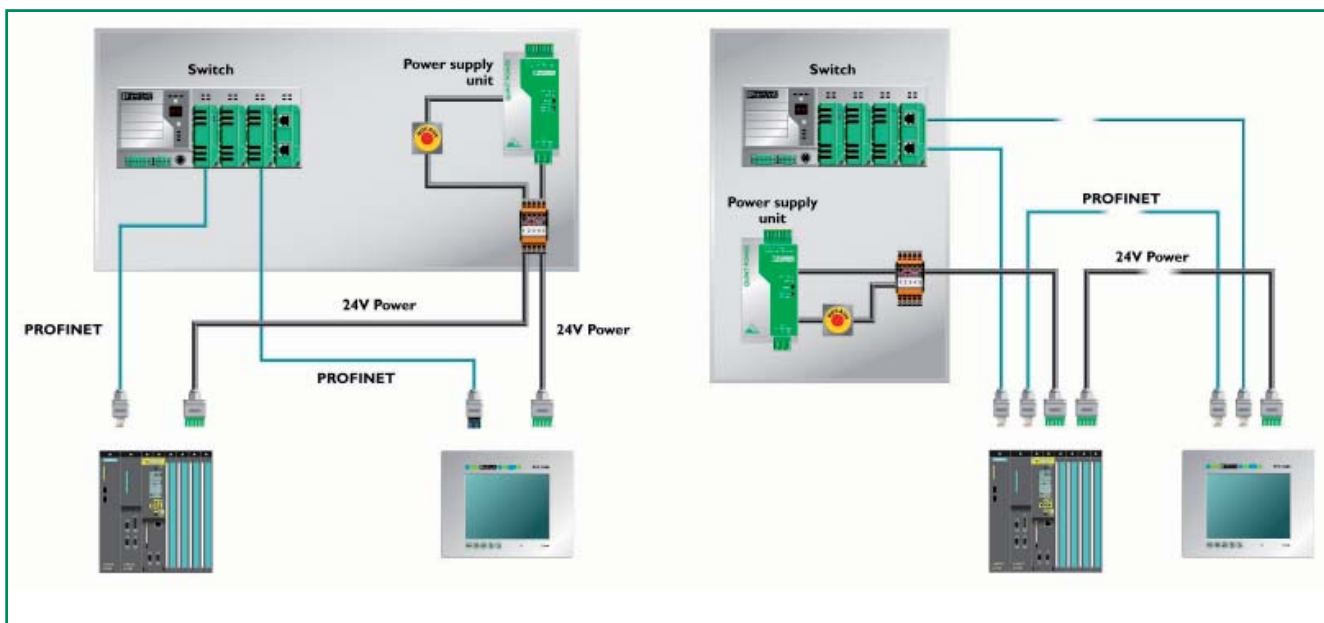 Switch
Power supply
unit
24V Power
PROFINET
24V Power
PROFINET
Switch
Power supply
unit
PROFINET
24V Power